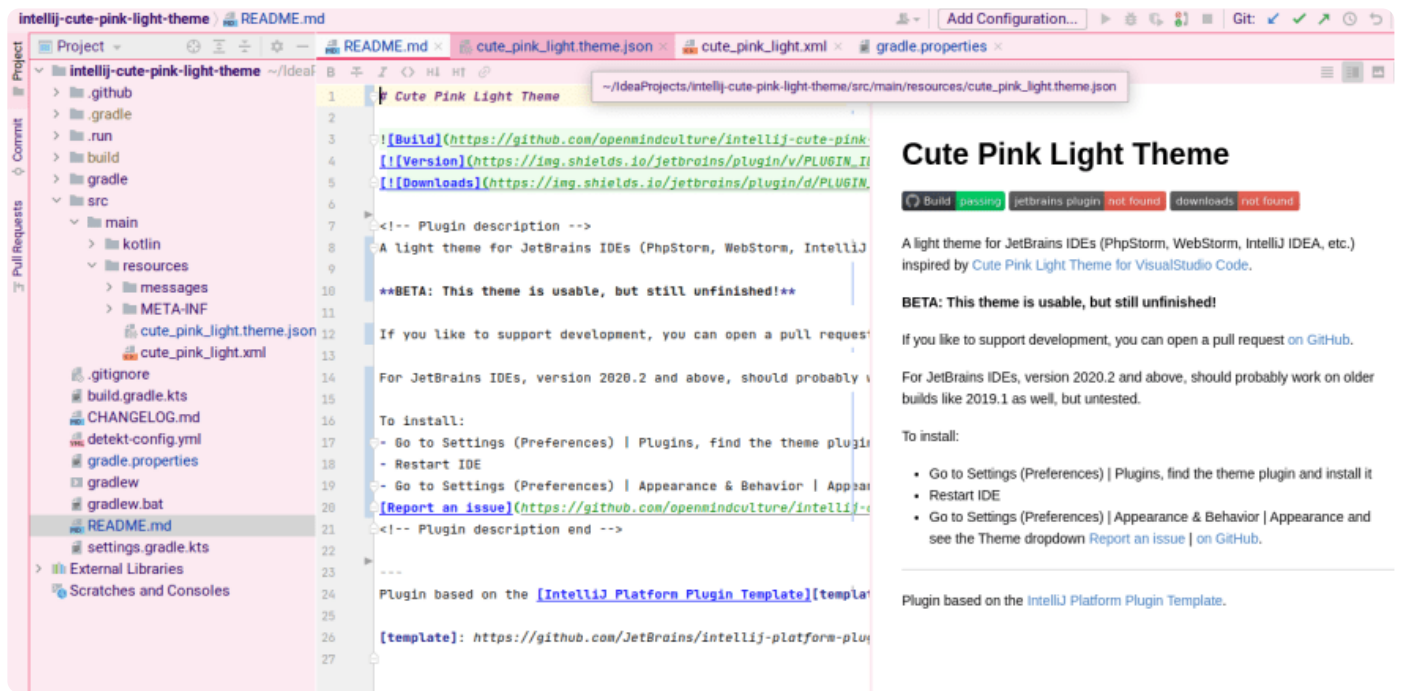 intellij-cute-pink-light-theme README.md
Add Configuration... Git:
Project
Commit
Pull Requests
Project
README.md cute_pink_light.theme.json cute_pink_light.xml gradle.properties
~/IdeaProjects/intellij-cute-pink-light-theme/src/main/resources/cute_pink_light.theme.json
intellij-cute-pink-light-theme ~/IdeaP
.github
.gradle
.run
build
gradle
src
main
kotlin
resources
messages
META-INF
cute_pink_light.theme.json
cute_pink_light.xml
.gitignore
build.gradle.kts
CHANGELOG.md
detekt-config.yml
gradle.properties
gradlew
gradlew.bat
README.md
settings.gradle.kts
External Libraries
Scratches and Consoles
B I H↓ H↑
1 # Cute Pink Light Theme
2
3 ![Build](https://github.com/openmindculture/intellij-cute-pink-
4 [![Version](https://img.shields.io/jetbrains/plugin/v/PLUGIN_I
5 [![Downloads](https://img.shields.io/jetbrains/plugin/d/PLUGIN_
6
7 <!-- Plugin description -->
8 A light theme for JetBrains IDEs (PhpStorm, WebStorm, IntelliJ
9
10 **BETA: This theme is usable, but still unfinished!**
11
12 If you like to support development, you can open a pull request
13
14 For JetBrains IDEs, version 2020.2 and above, should probably w
15
16 To install:
17 - Go to Settings (Preferences) | Plugins, find the theme plugin
18 - Restart IDE
19 - Go to Settings (Preferences) | Appearance & Behavior | Appear
20 [Report an issue](https://github.com/openmindculture/intellij-c
21 <!-- Plugin description end -->
22
23 ---
24 Plugin based on the [IntelliJ Platform Plugin Template][templat
25
26 [template]: https://github.com/JetBrains/intellij-platform-plug
27
Cute Pink Light Theme
Build passing jetbrains plugin not found downloads not found
A light theme for JetBrains IDEs (PhpStorm, WebStorm, IntelliJ IDEA, etc.)
inspired by Cute Pink Light Theme for VisualStudio Code.
BETA: This theme is usable, but still unfinished!
If you like to support development, you can open a pull request on GitHub.
For JetBrains IDEs, version 2020.2 and above, should probably work on older
builds like 2019.1 as well, but untested.
To install:
• Go to Settings (Preferences) | Plugins, find the theme plugin and install it
• Restart IDE
• Go to Settings (Preferences) | Appearance & Behavior | Appearance and
see the Theme dropdown Report an issue | on GitHub.
Plugin based on the IntelliJ Platform Plugin Template.